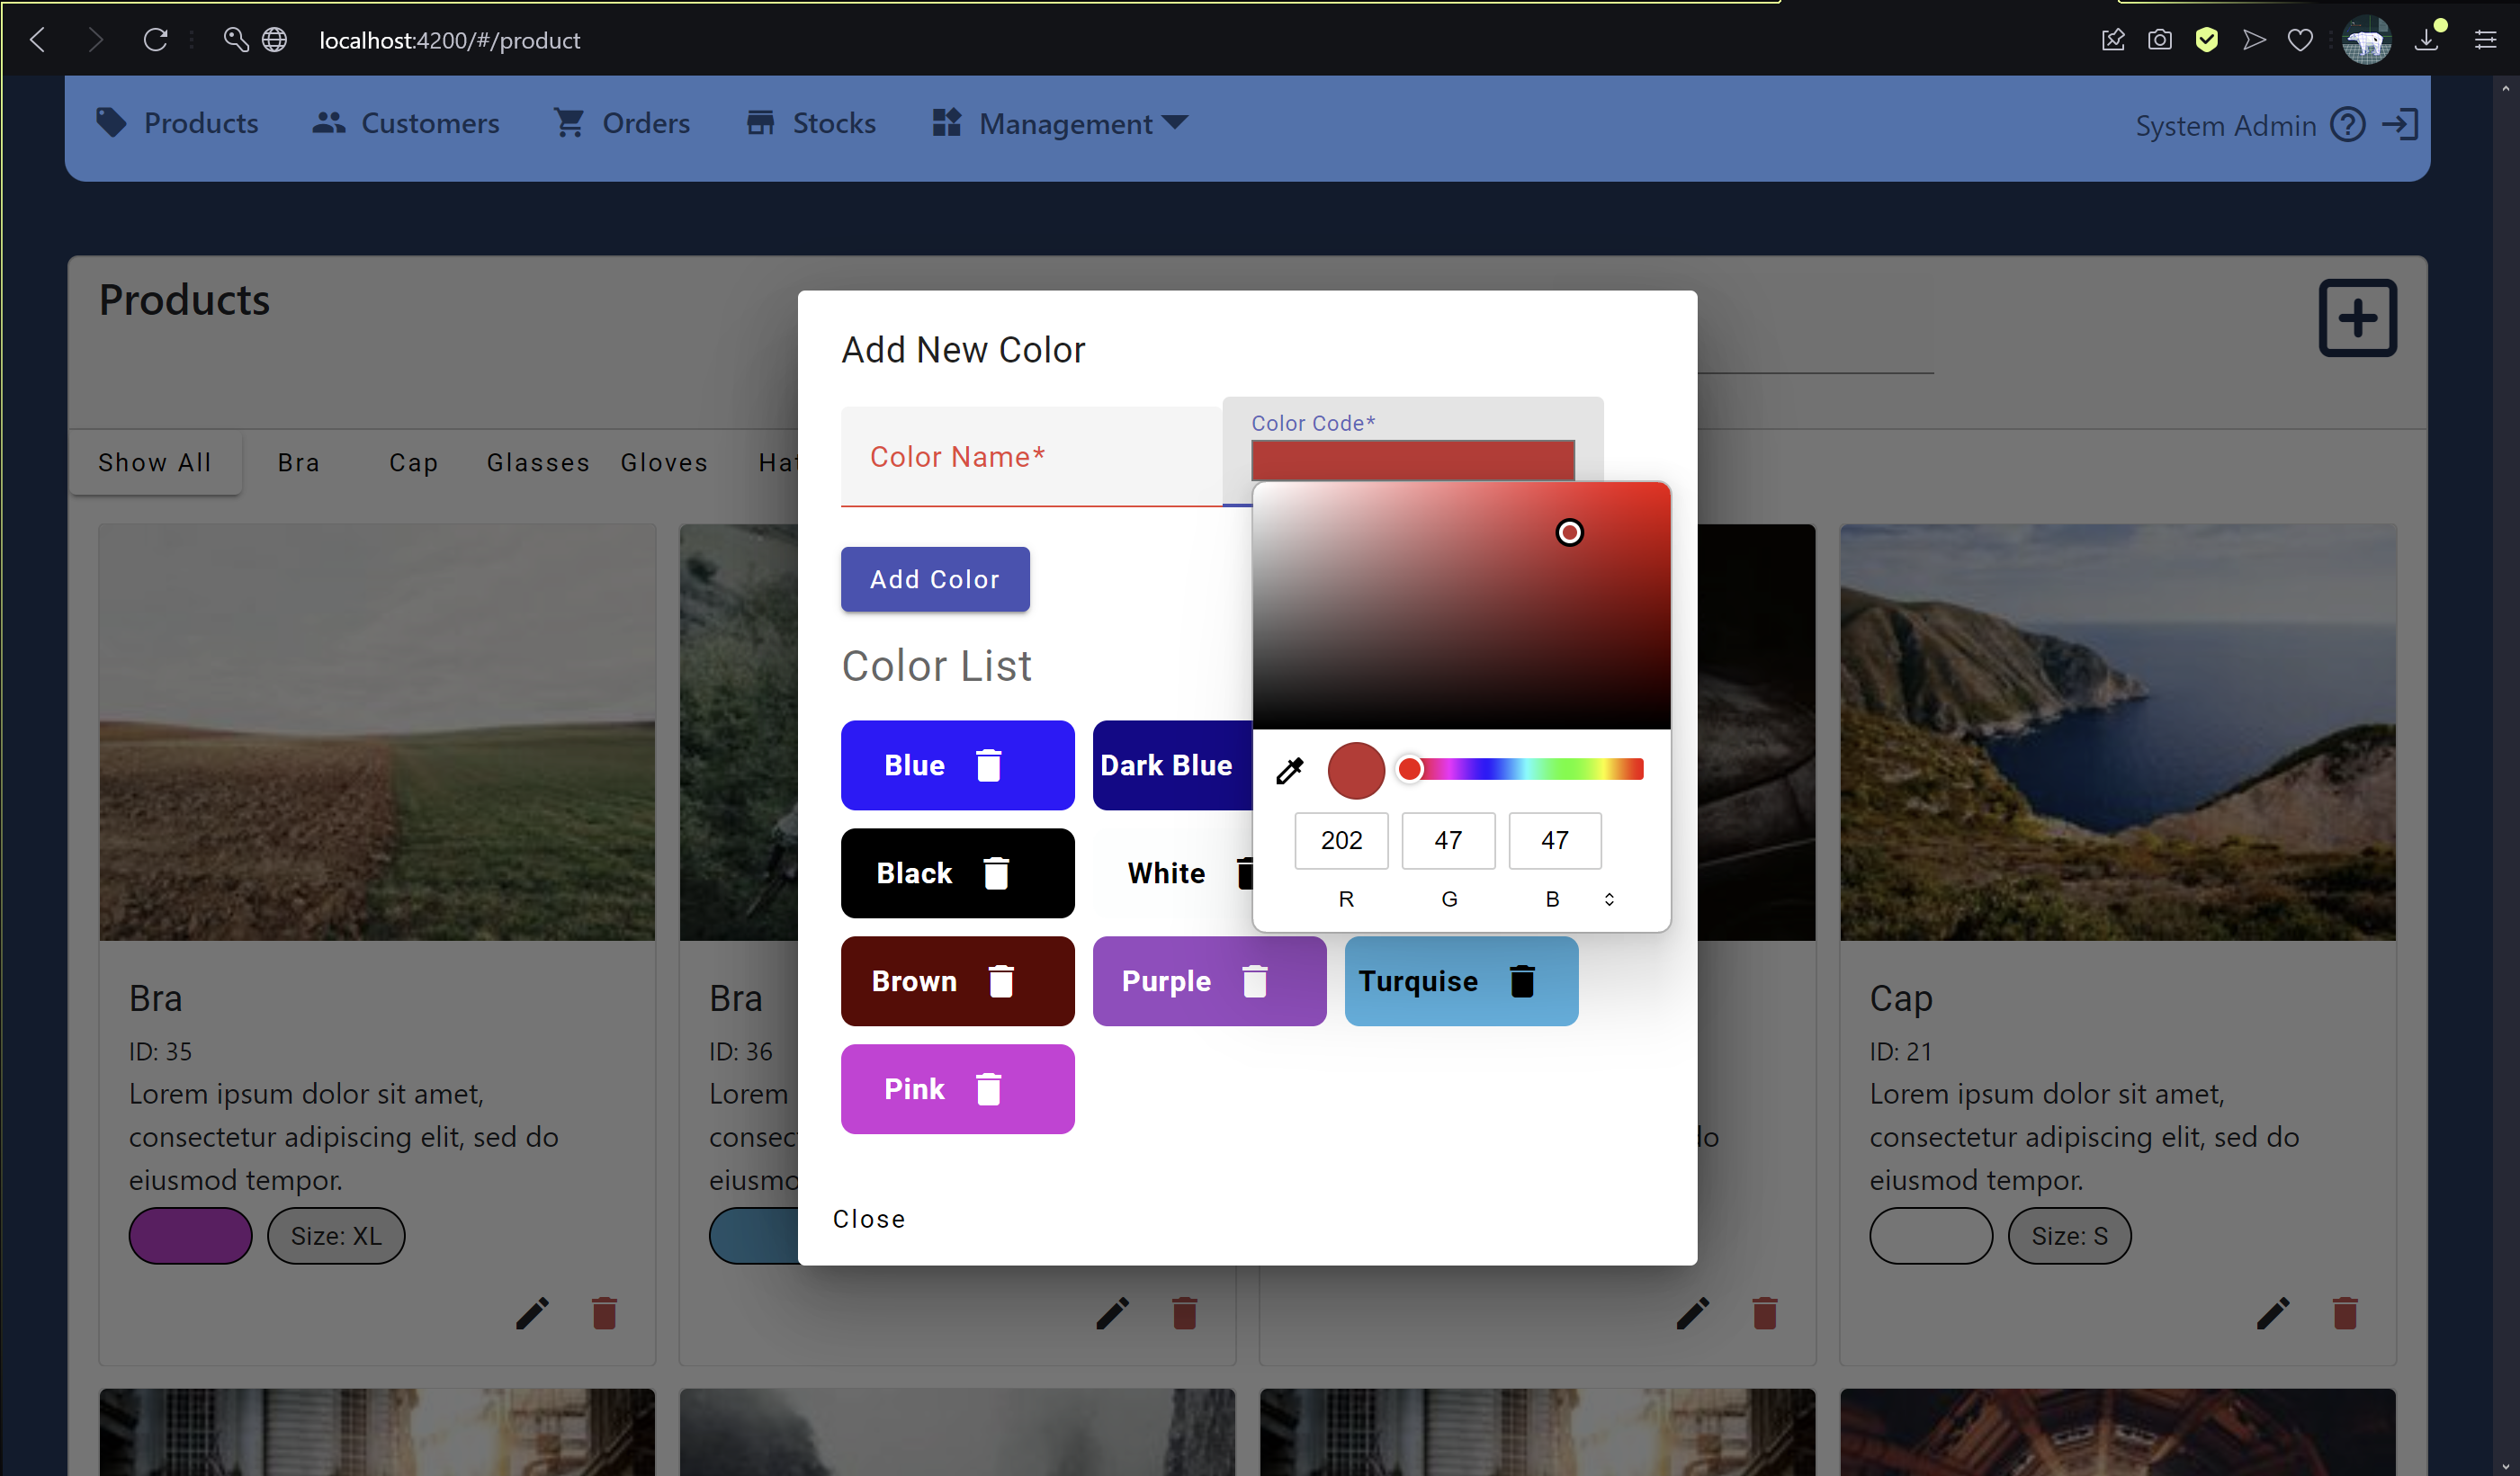 localhost:4200/#/product
Products
Customers
Orders
Stocks
Management
System Admin
Products
Show All
Bra
Cap
Glasses
Gloves
Hat
Add New Color
Color Name*
Color Code*
Add Color
202
47
47
R
G
B
Color List
Blue
Dark Blue
Black
White
Brown
Purple
Turquise
Pink
Close
Bra
ID: 35
Lorem ipsum dolor sit amet,
consectetur adipiscing elit, sed do
eiusmod tempor.
Size: XL
Bra
ID: 36
Lorem
consec
eiusmo
do
Cap
ID: 21
Lorem ipsum dolor sit amet,
consectetur adipiscing elit, sed do
eiusmod tempor.
Size: S